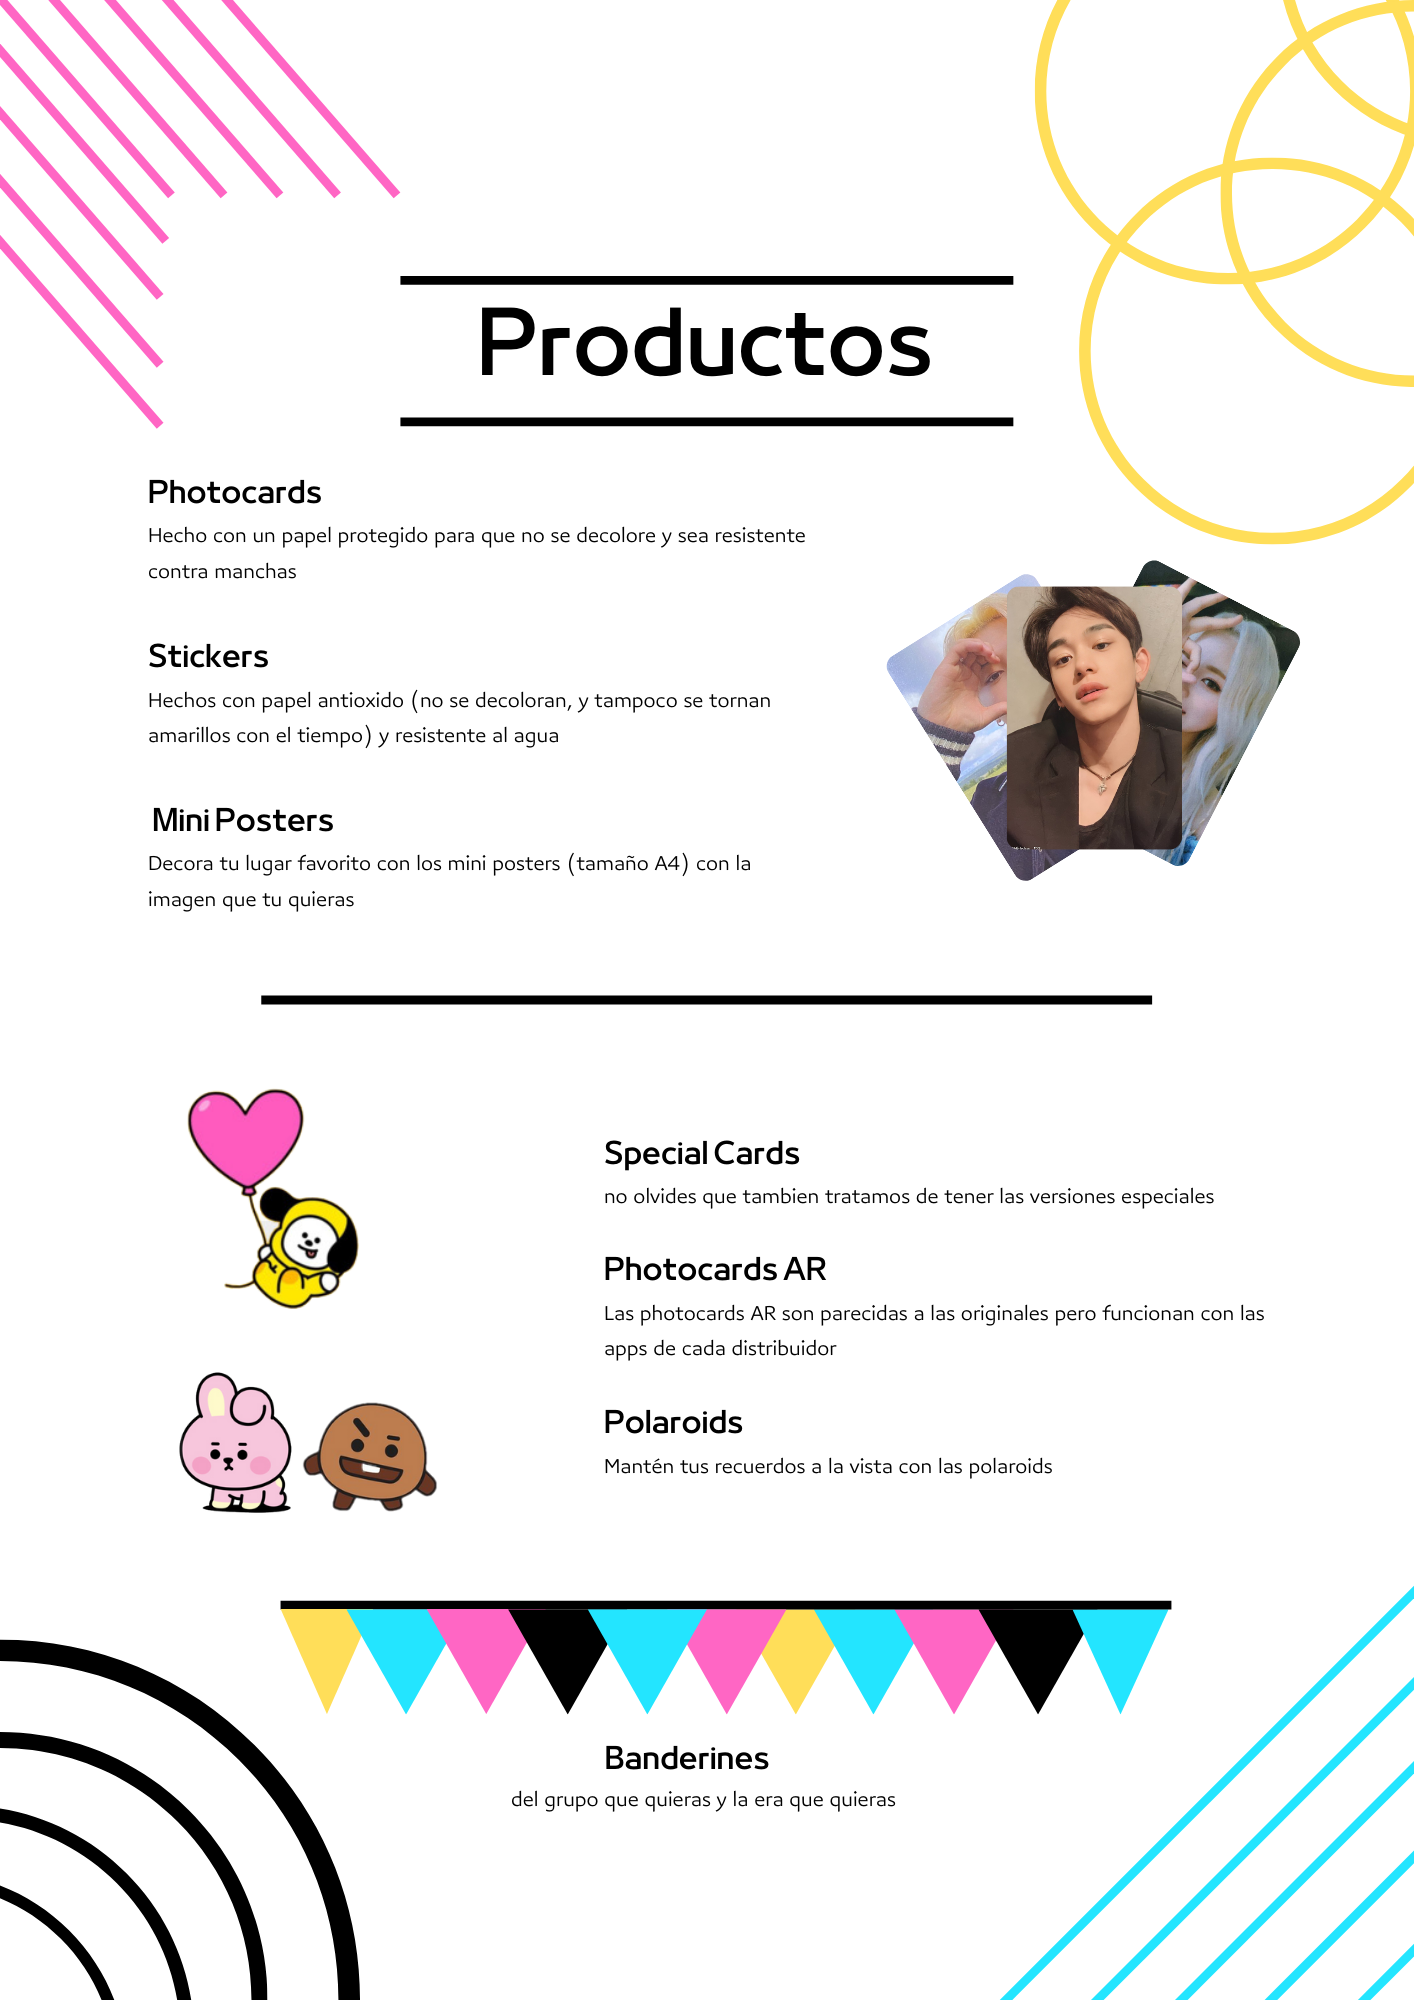 Productos
Photocards
Hecho con un papel protegido para que no se decolore y sea resistente
contra manchas
Stickers
Hechos con papel antioxido (no se decoloran, y tampoco se tornan
amarillos con el tiempo) y resistente al agua
Mini Posters
Decora tu lugar favorito con los mini posters (tamaño A4) con la
imagen que tu quieras
Special Cards
no olvides que tambien tratamos de tener las versiones especiales
Photocards AR
Las photocards AR son parecidas a las originales pero funcionan con las
apps de cada distribuidor
Polaroids
Mantén tus recuerdos a la vista con las polaroids
Banderines
del grupo que quieras y la era que quieras